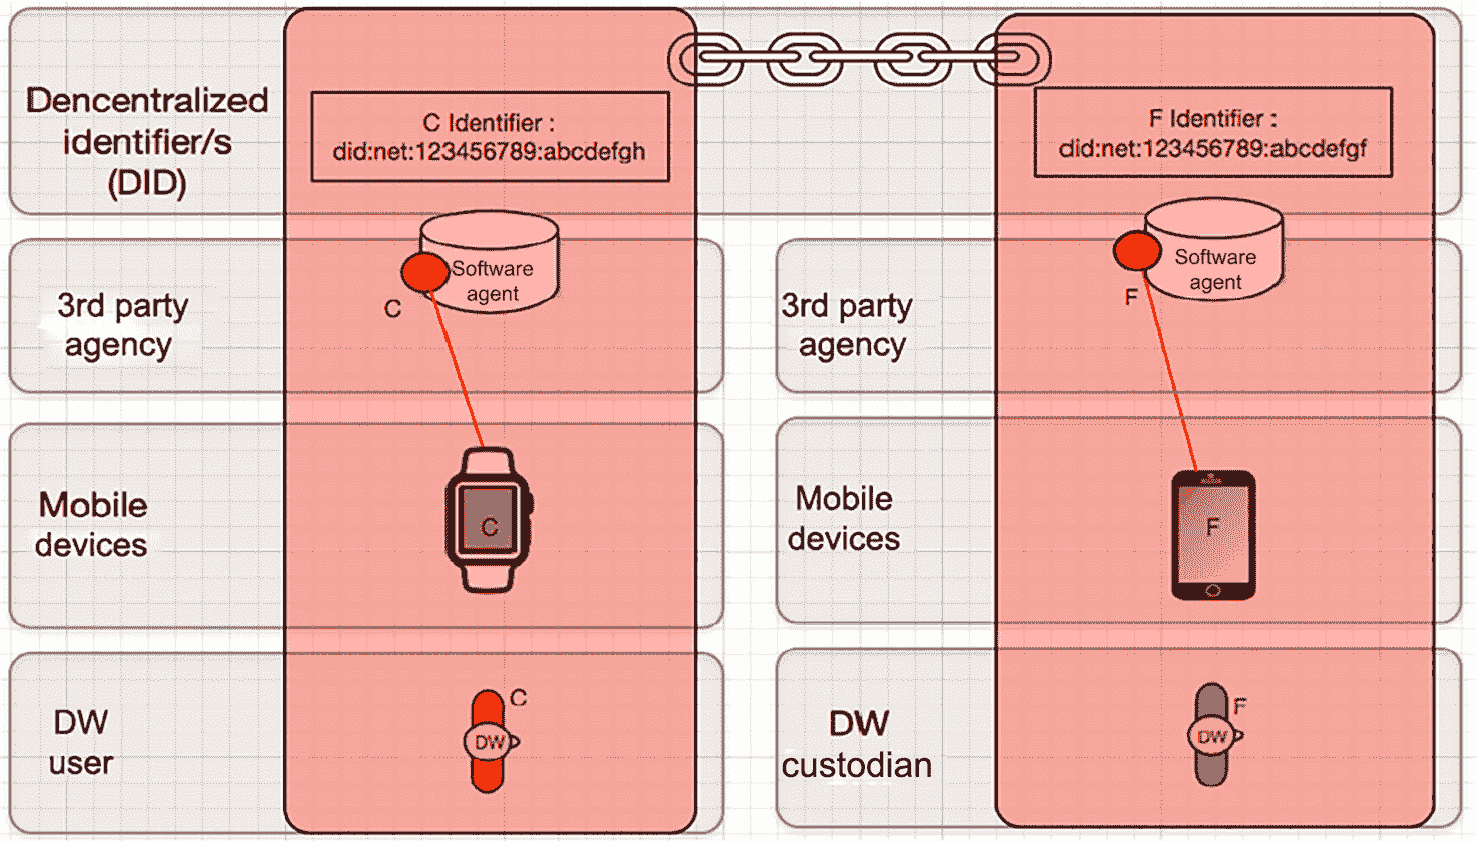 Dencentralized
identifier/s
(DID)
C Identifier :
did:net:123456789:abcdefgh
F Identifier :
did:net:123456789:abcdefgf
3rd party
agency
Software
agent
C
3rd party
agency
Software
agent
F
Mobile
devices
C
Mobile
devices
F
DW
user
C
DW
DW
custodian
F
DW